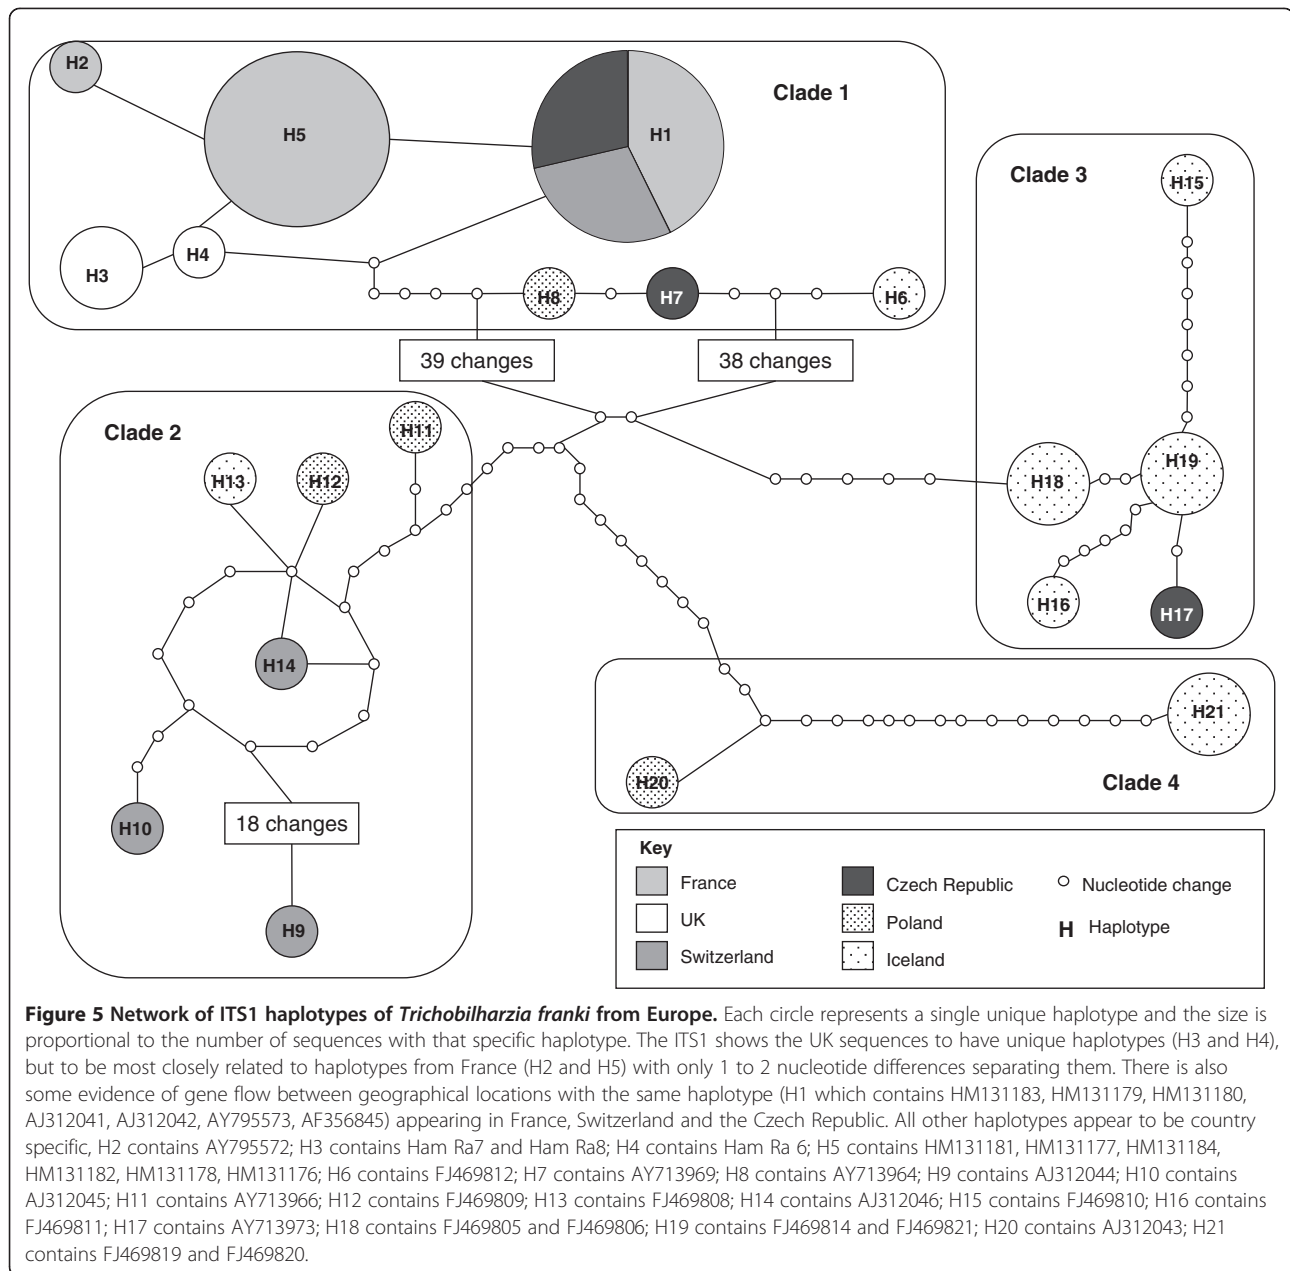 Clade 1
H2
H5
H1
H3
H4
H8
H7
H6
39 changes
38 changes
Clade 3
H15
H18
H19
H16
H17
Clade 2
H11
H13
H12
H14
H10
18 changes
H9
H21
H20
Clade 4
Key
France
UK
Switzerland
Czech Republic
Poland
Iceland
Nucleotide change
H Haplotype
Figure 5 Network of ITS1 haplotypes of Trichobilharzia franki from Europe. Each circle represents a single unique haplotype and the size is
proportional to the number of sequences with that specific haplotype. The ITS1 shows the UK sequences to have unique haplotypes (H3 and H4),
but to be most closely related to haplotypes from France (H2 and H5) with only 1 to 2 nucleotide differences separating them. There is also
some evidence of gene flow between geographical locations with the same haplotype (H1 which contains HM131183, HM131179, HM131180,
AJ312041, AJ312042, AY795573, AF356845) appearing in France, Switzerland and the Czech Republic. All other haplotypes appear to be country
specific, H2 contains AY795572; H3 contains Ham Ra7 and Ham Ra8; H4 contains Ham Ra 6; H5 contains HM131181, HM131177, HM131184,
HM131182, HM131178, HM131176; H6 contains FJ469812; H7 contains AY713969; H8 contains AY713964; H9 contains AJ312044; H10 contains
AJ312045; H11 contains AY713966; H12 contains FJ469809; H13 contains FJ469808; H14 contains AJ312046; H15 contains FJ469810; H16 contains
FJ469811; H17 contains AY713973; H18 contains FJ469805 and FJ469806; H19 contains FJ469814 and FJ469821; H20 contains AJ312043; H21
contains FJ469819 and FJ469820.